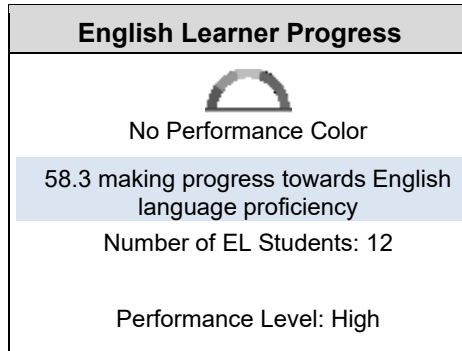 English Learner Progress
No Performance Color
58.3 making progress towards English
language proficiency
Number of EL Students: 12
Performance Level: High